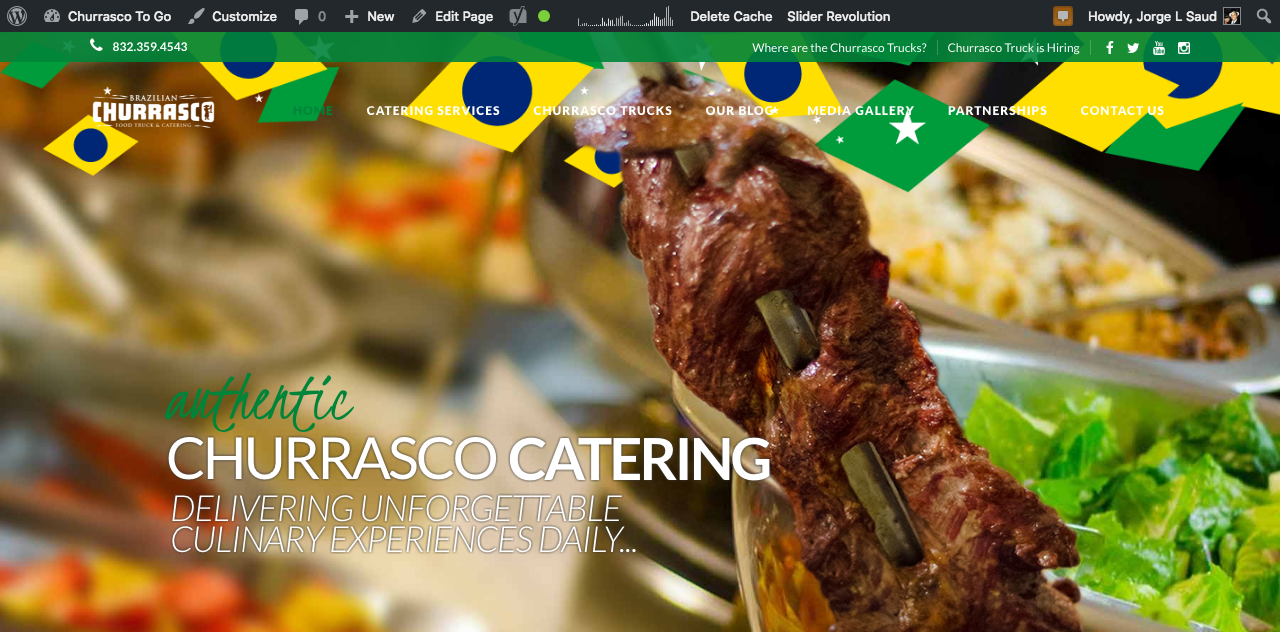 Churrasco To Go Customize 0 New Edit Page Delete Cache Slider Revolution Howdy, Jorge L Saud
832.359.4543 Where are the Churrasco Trucks? Churrasco Truck is Hiring
BRAZILIAN
CHURRASCO
FOOD TRUCK & CATERING
HOME CATERING SERVICES CHURRASCO TRUCKS OUR BLOG MEDIA GALLERY PARTNERSHIPS CONTACT US
authentic
CHURRASCO CATERING
DELIVERING UNFORGETTABLE
CULINARY EXPERIENCES DAILY...